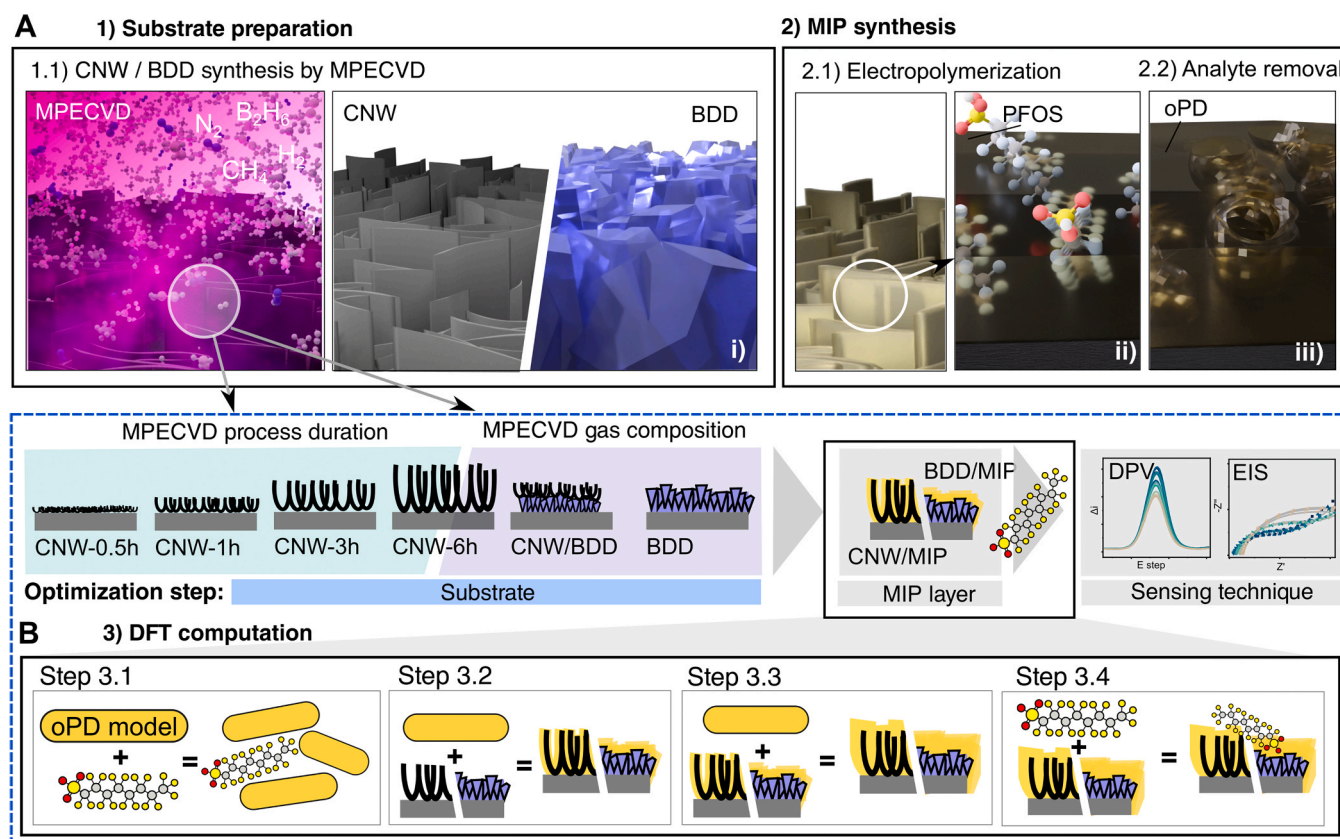 A
1) Substrate preparation
2) MIP synthesis
1.1) CNW / BDD synthesis by MPECVD
2.1) Electropolymerization
2.2) Analyte removal
MPECVD
N2
B2H6
H2
CH4
CNW
BDD
i)
PFOS
ii)
oPD
iii)
MPECVD process duration
MPECVD gas composition
CNW-0.5h
CNW-1h
CNW-3h
CNW-6h
CNW/BDD
BDD
BDD/MIP
CNW/MIP
DPV
Δi
E step
EIS
-Z"
Z'
Optimization step:
Substrate
MIP layer
Sensing technique
B
3) DFT computation
Step 3.1
Step 3.2
Step 3.3
Step 3.4
oPD model
+
=
+
=
+
=
+
=